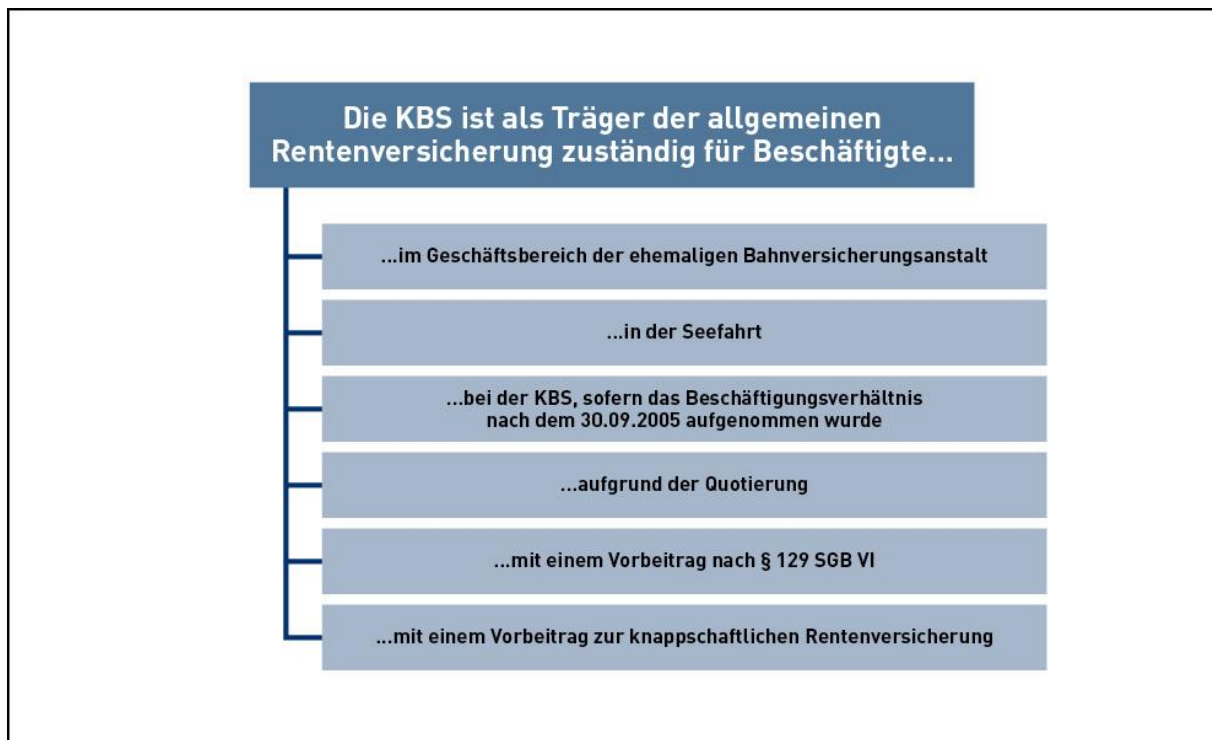 Die KBS ist als Träger der allgemeinen
Rentenversicherung zuständig für Beschäftigte...
...im Geschäftsbereich der ehemaligen Bahnversicherungsanstalt
...in der Seefahrt
...bei der KBS, sofern das Beschäftigungsverhältnis
nach dem 30.09.2005 aufgenommen wurde
...aufgrund der Quotierung
...mit einem Vorbeitrag nach § 129 SGB VI
...mit einem Vorbeitrag zur knappschaftlichen Rentenversicherung